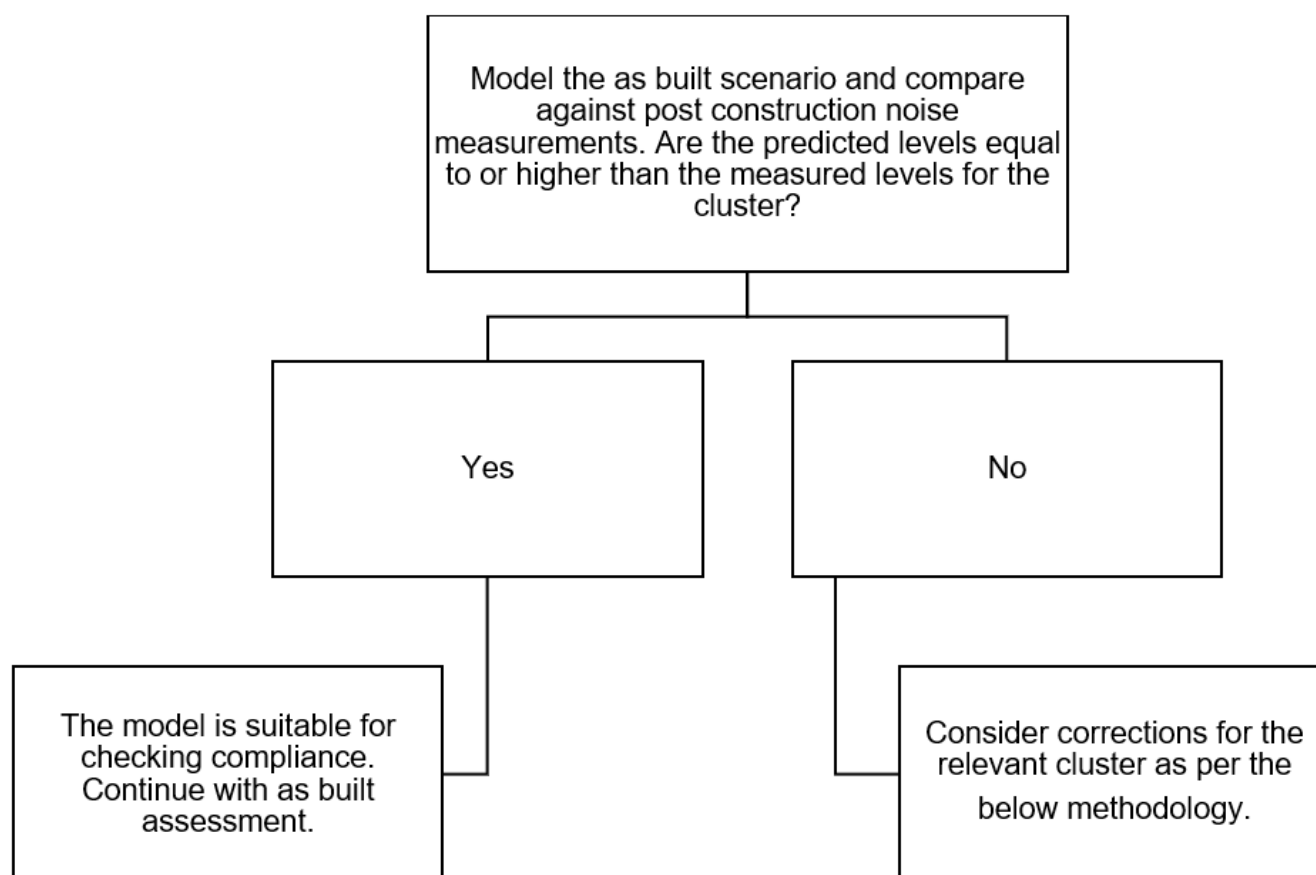 Model the as built scenario and compare
against post construction noise
measurements. Are the predicted levels equal
to or higher than the measured levels for the
cluster?
Yes
No
The model is suitable for
checking compliance.
Continue with as built
assessment.
Consider corrections for the
relevant cluster as per the
below methodology.